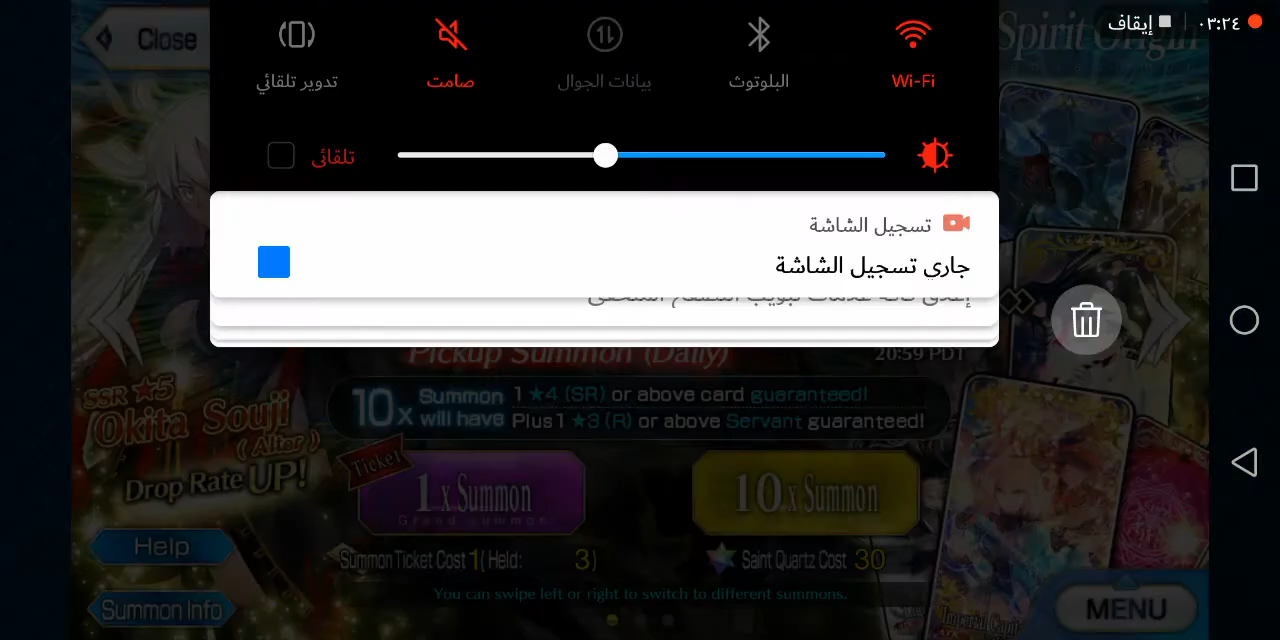 إيقاف ٠٣:٢٤
Close
Spirit Origin
Wi-Fi
البلوتوث
بيانات الجوال
صامت
تدوير تلقائي
تلقائي
تسجيل الشاشة
جاري تسجيل الشاشة
Pickup Summon (Daily)
20:59 PDT
10x Summon will have
1 ★4 (SR) or above card guaranteed!
Plus 1 ★3 (R) or above Servant guaranteed!
SSR ★5
Okita Souji
(Alter)
Drop Rate UP!
Ticket
1x Summon
Grand summon
10x Summon
Help
Summon Ticket Cost 1 (Held: 3)
Saint Quartz Cost 30
You can swipe left or right to switch to different summons.
Summon Info
MENU